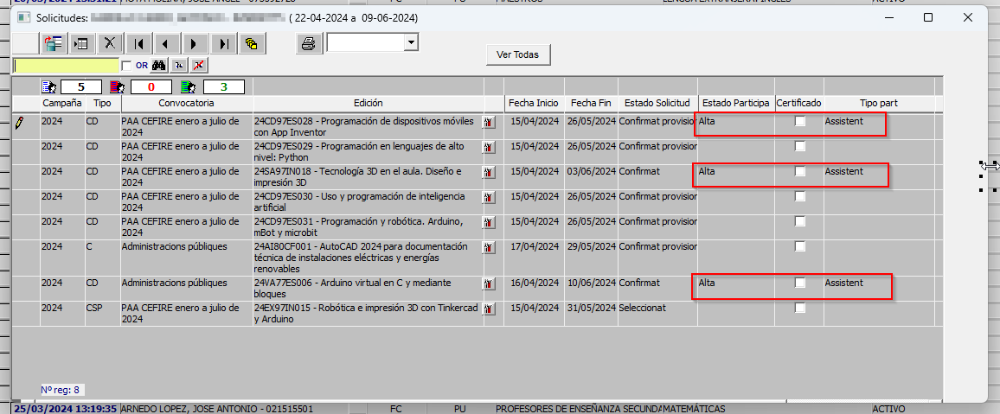 Solicitudes: ( 22-04-2024 a 09-06-2024)
Ver Todas
OR
5 0 3
Campaña Tipo Convocatoria Edición Fecha Inicio Fecha Fin Estado Solicitud Estado Participa Certificado Tipo part
2024 CD PAA CEFIRE enero a julio de 24CD97ES028 - Programación de dispositivos móviles 15/04/2024 26/05/2024 Confirmat provision Alta Assistent
2024 con App Inventor
2024 CD PAA CEFIRE enero a julio de 24CD97ES029 - Programación en lenguajes de alto 15/04/2024 26/05/2024 Confirmat provision
2024 nivel: Python
2024 CD PAA CEFIRE enero a julio de 24SA97IN018 - Tecnología 3D en el aula. Diseño e 15/04/2024 03/06/2024 Confirmat Alta Assistent
2024 impresión 3D
2024 CD PAA CEFIRE enero a julio de 24CD97ES030 - Uso y programación de inteligencia 15/04/2024 26/05/2024 Confirmat provision
2024 artificial
2024 CD PAA CEFIRE enero a julio de 24CD97ES031 - Programación y robótica. Arduino, 15/04/2024 26/05/2024 Confirmat provision
2024 mBot y microbit
2024 C Administracions públiques 24AI80CF001 - AutoCAD 2024 para documentación 17/04/2024 29/05/2024 Confirmat provision
técnica de instalaciones eléctricas y energías
renovables
2024 CD Administracions públiques 24VA77ES006 - Arduino virtual en C y mediante 16/04/2024 10/06/2024 Confirmat Alta Assistent
bloques
2024 CSP PAA CEFIRE enero a julio de 24EX97IN015 - Robótica e impresión 3D con Tinkercad 15/04/2024 31/05/2024 Seleccionat
2024 y Arduino
Nº reg: 8
25/03/2024 13:19:35 ARNEDO LOPEZ, JOSE ANTONIO - 021515501 FC PU PROFESORES DE ENSEÑANZA SECUNDA MATEMÁTICAS ACTIVO